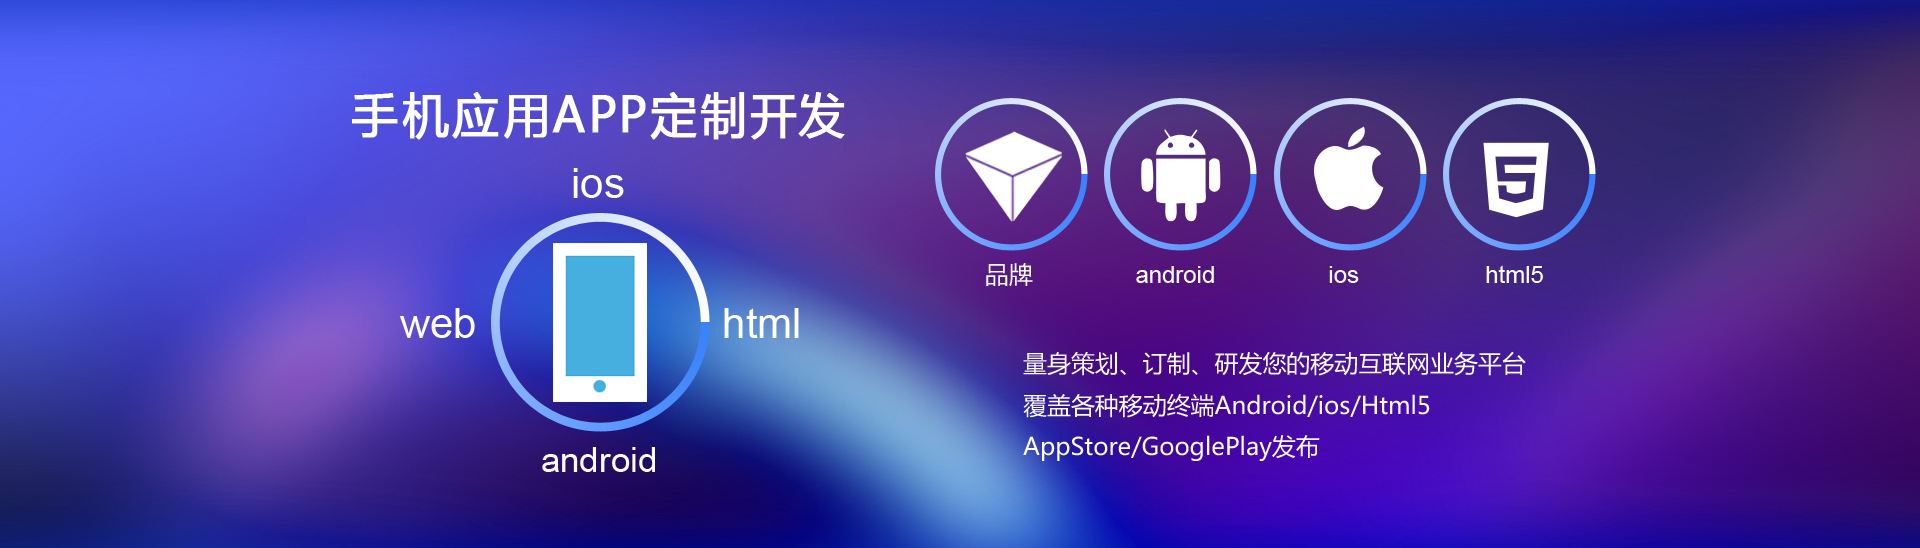 手机应用APP定制开发
ios
web
html
android
品牌
android
ios
html5
量身策划、订制、研发您的移动互联网业务平台
覆盖各种移动终端Android/ios/Html5
AppStore/GooglePlay发布